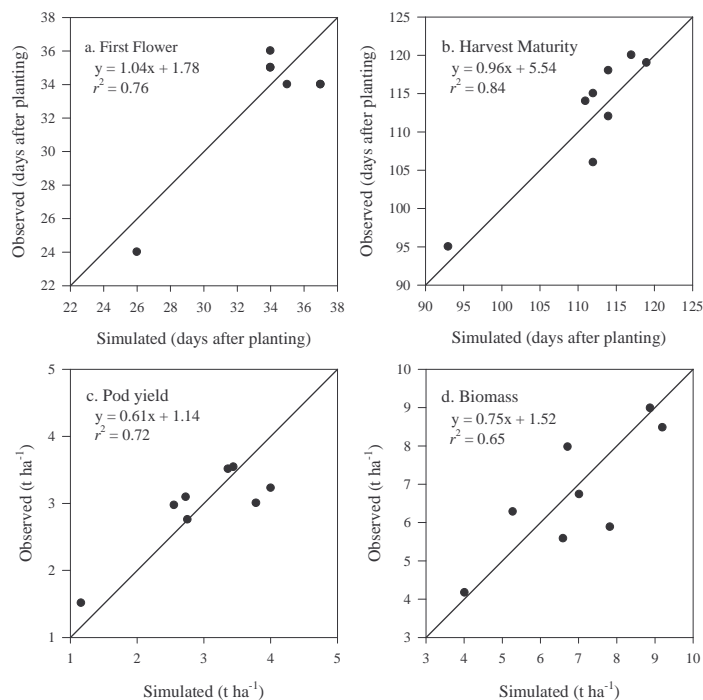 a. First Flower
y = 1.04x + 1.78
r² = 0.76
Observed (days after planting)
38
36
34
32
30
28
26
24
22
22 24 26 28 30 32 34 36 38
Simulated (days after planting)
b. Harvest Maturity
y = 0.96x + 5.54
r² = 0.84
Observed (days after planting)
125
120
115
110
105
100
95
90
90 95 100 105 110 115 120 125
Simulated (days after planting)
c. Pod yield
y = 0.61x + 1.14
r² = 0.72
Observed (t ha⁻¹)
5
4
3
2
1
1 2 3 4 5
Simulated (t ha⁻¹)
d. Biomass
y = 0.75x + 1.52
r² = 0.65
Observed (t ha⁻¹)
10
9
8
7
6
5
4
3
3 4 5 6 7 8 9 10
Simulated (t ha⁻¹)